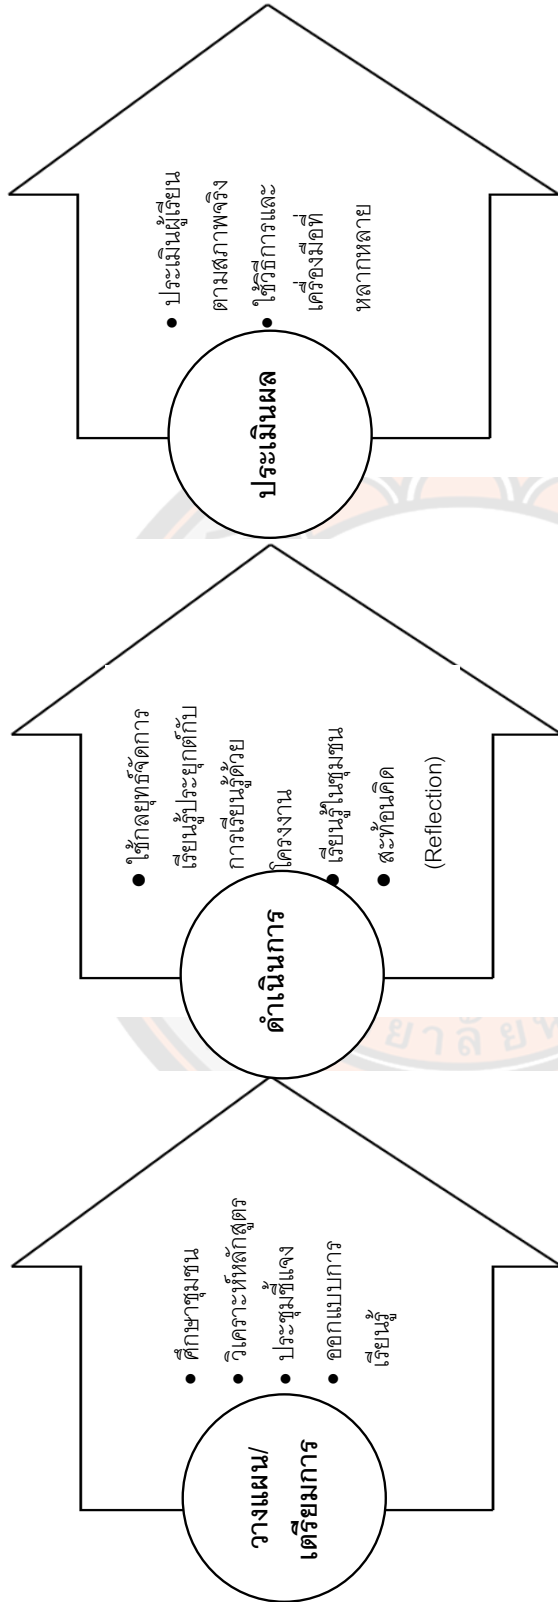 วางแผน/
เตรียมการ
● ศึกษาชุมชน
● วิเคราะห์หลักสูตร
● ประชุมชี้แจง
● ออกแบบการ
เรียนรู้
ดำเนินการ
● ใช้กลยุทธ์จัดการ
เรียนรู้ประยุกต์กับ
การเรียนรู้ด้วย
โครงงาน
● เรียนรู้ในชุมชน
● สะท้อนคิด
(Reflection)
ประเมินผล
● ประเมินผู้เรียน
ตามสภาพจริง
● ใช้วิธีการและ
เครื่องมือที่
หลากหลาย